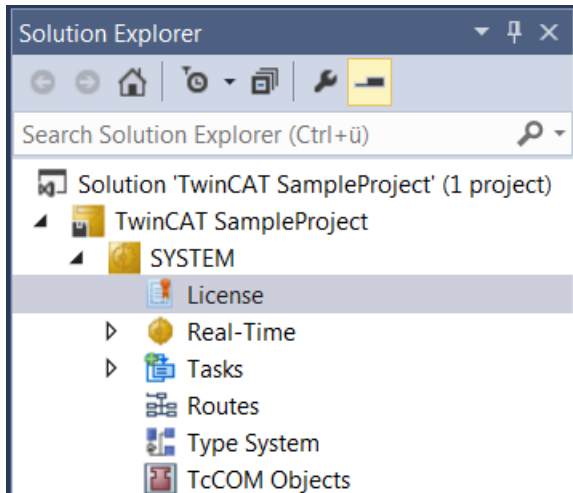 Solution Explorer
Search Solution Explorer (Ctrl+ü)
Solution 'TwinCAT SampleProject' (1 project)
TwinCAT SampleProject
SYSTEM
License
Real-Time
Tasks
Routes
Type System
TcCOM Objects